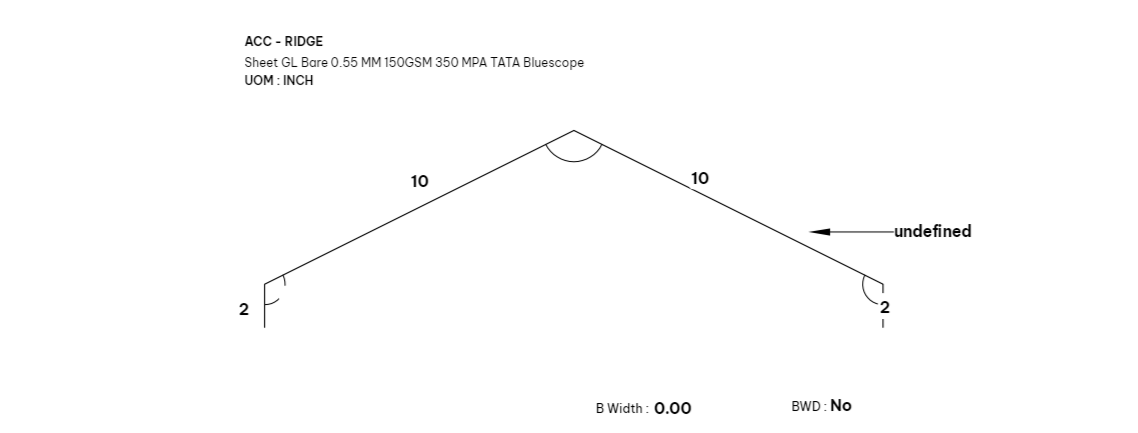 ACC - RIDGE
Sheet GL Bare 0.55 MM 150GSM 350 MPA TATA Bluescope
UOM : INCH
10
10
undefined
2
2
B Width : 0.00
BWD : No